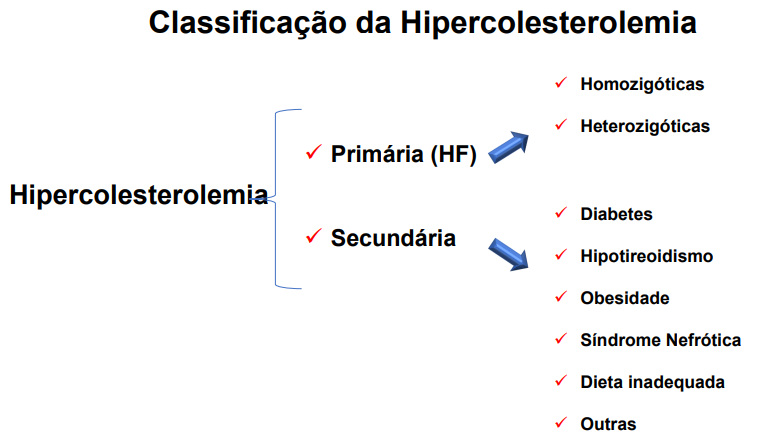 Classificação da Hipercolesterolemia
Hipercolesterolemia
Primária (HF)
Homozigóticas
Heterozigóticas
Secundária
Diabetes
Hipotireoidismo
Obesidade
Síndrome Nefrótica
Dieta inadequada
Outras